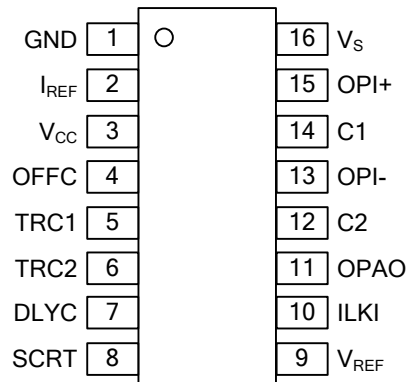 GND 1 16 VS
IREF 2 15 OPI+
VCC 3 14 C1
OFFC 4 13 OPI-
TRC1 5 12 C2
TRC2 6 11 OPAO
DLYC 7 10 ILKI
SCRT 8 9 VREF